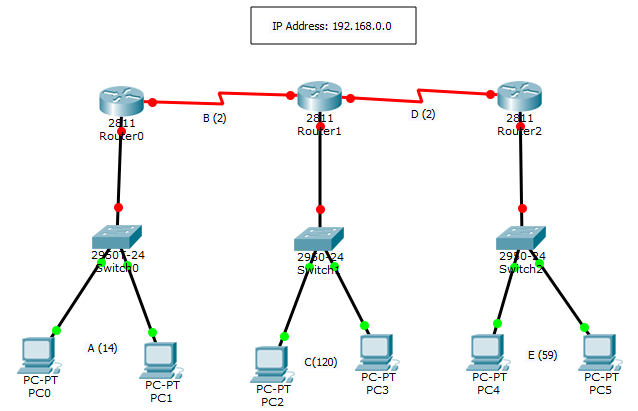 IP Address: 192.168.0.0
2811
Router0
B (2)
2811
Router1
D (2)
2811
Router2
2950T-24
Switch0
2950-24
Switch1
2950-24
Switch2
A (14)
C(120)
E (59)
PC-PT
PC0
PC-PT
PC1
PC-PT
PC2
PC-PT
PC3
PC-PT
PC4
PC-PT
PC5